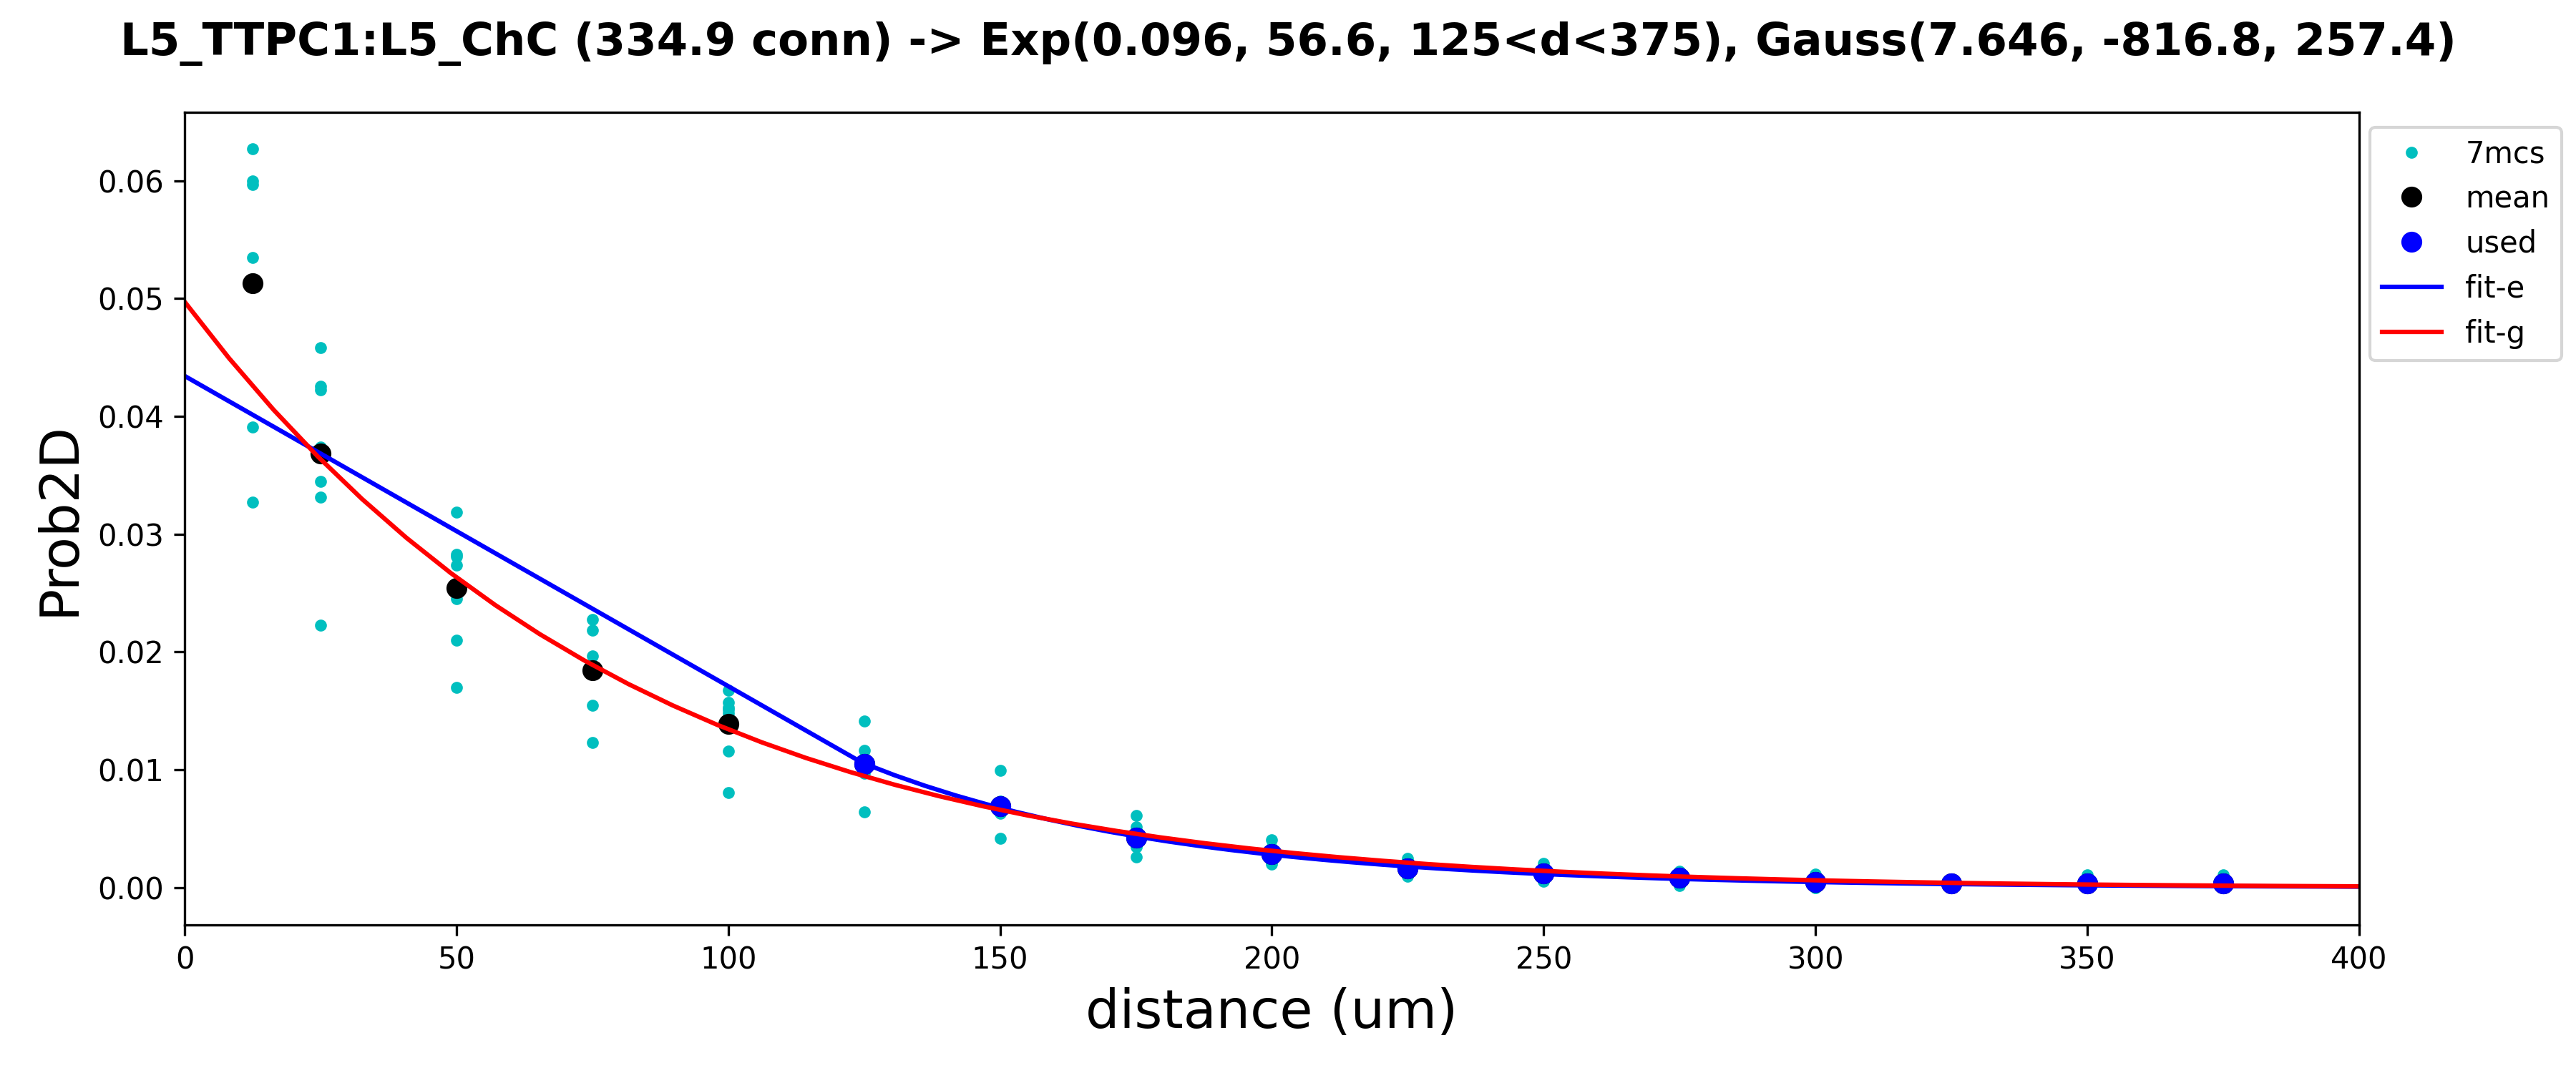 L5_TTPC1:L5_ChC (334.9 conn) -> Exp(0.096, 56.6, 125<d<375), Gauss(7.646, -816.8, 257.4)
7mcs
mean
used
fit-e
fit-g
Prob2D
0.06
0.05
0.04
0.03
0.02
0.01
0.00
0 50 100 150 200 250 300 350 400
distance (um)